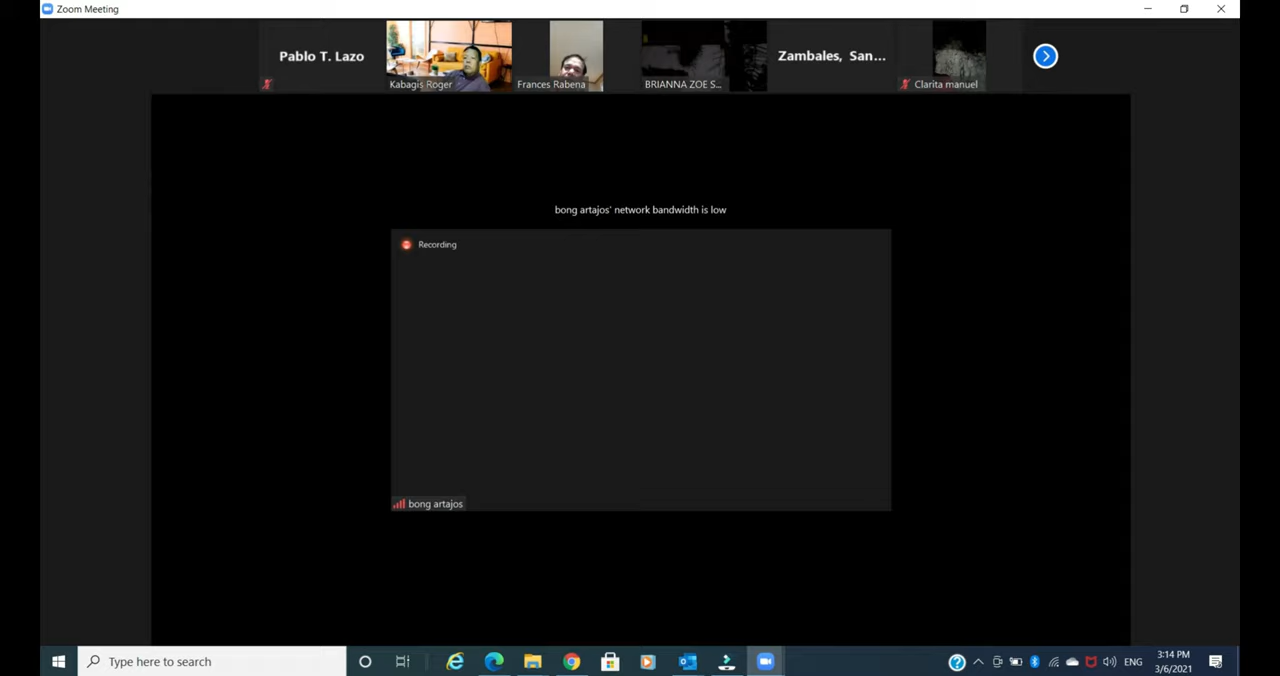 Zoom Meeting
Pablo T. Lazo
Kabagis Roger
Frances Rabena
BRIANNA ZOE S...
Zambales, San...
Clarita manuel
bong artajos' network bandwidth is low
Recording
bong artajos
Type here to search
ENG
3:14 PM
3/6/2021